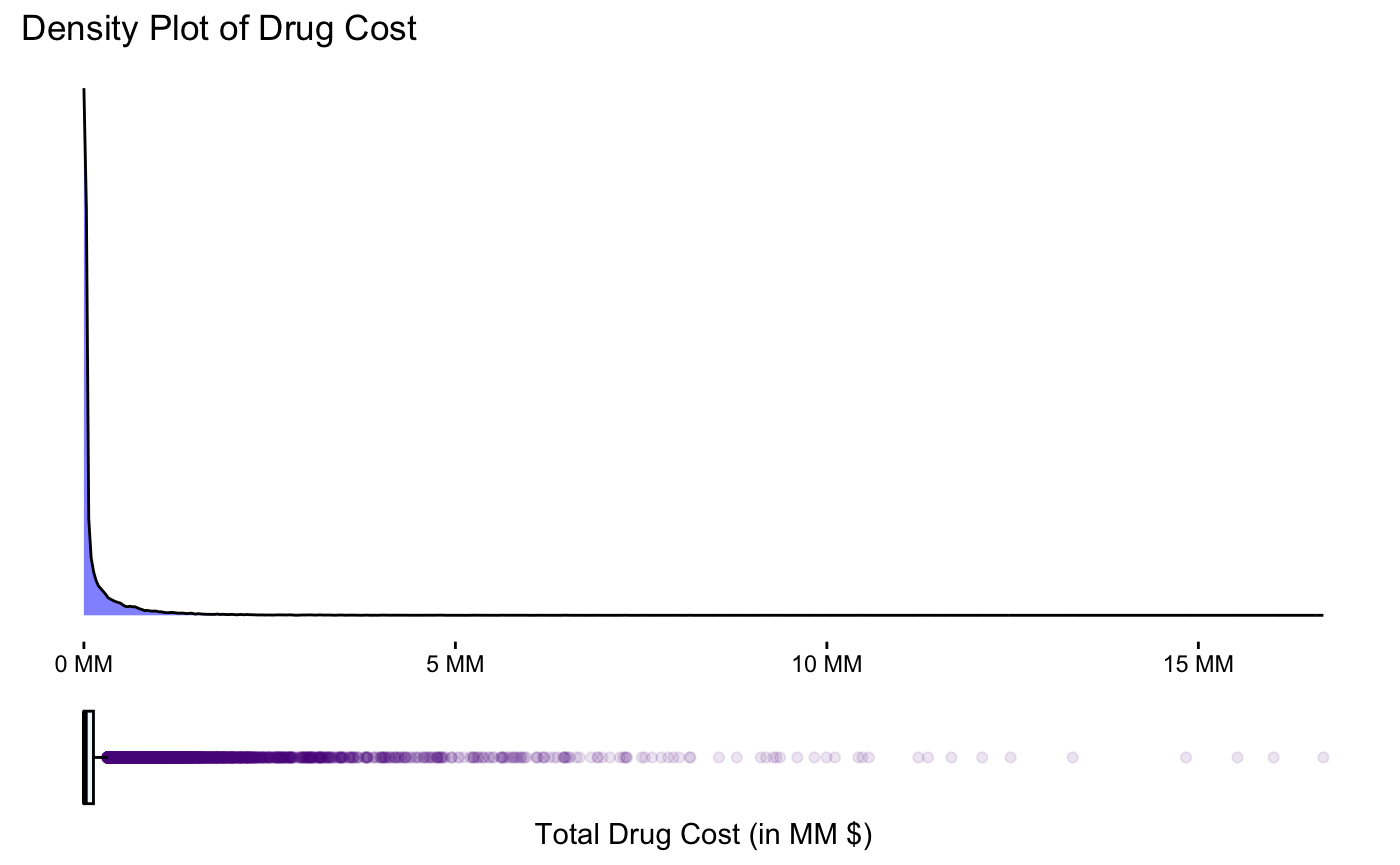 Density Plot of Drug Cost
0 MM 5 MM 10 MM 15 MM
Total Drug Cost (in MM $)